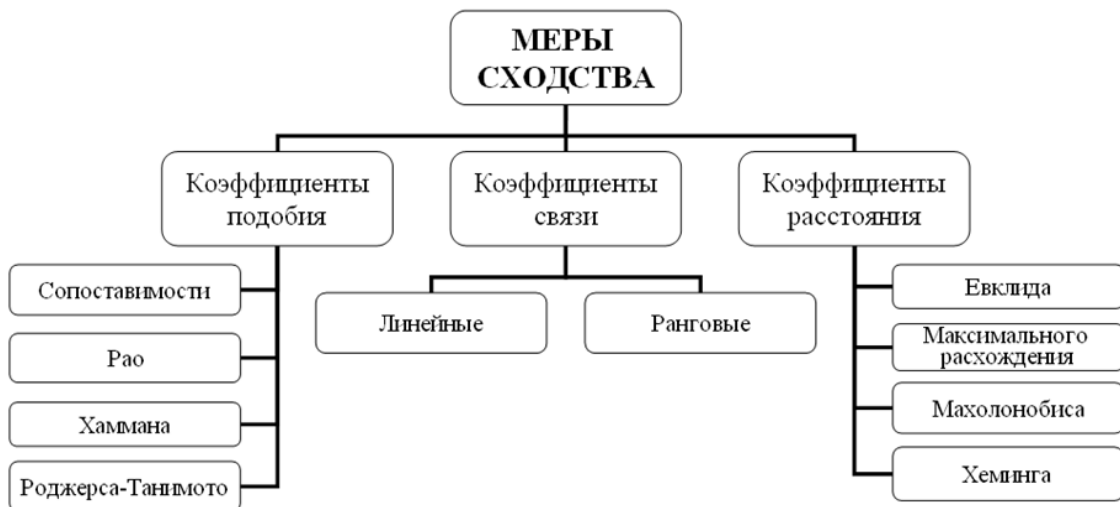 МЕРЫ
СХОДСТВА
Коэффициенты
подобия
Коэффициенты
связи
Коэффициенты
расстояния
Сопоставимости
Рао
Хаммана
Роджерса-Танимото
Линейные
Ранговые
Евклида
Максимального
расхождения
Махолонобиса
Хеминга